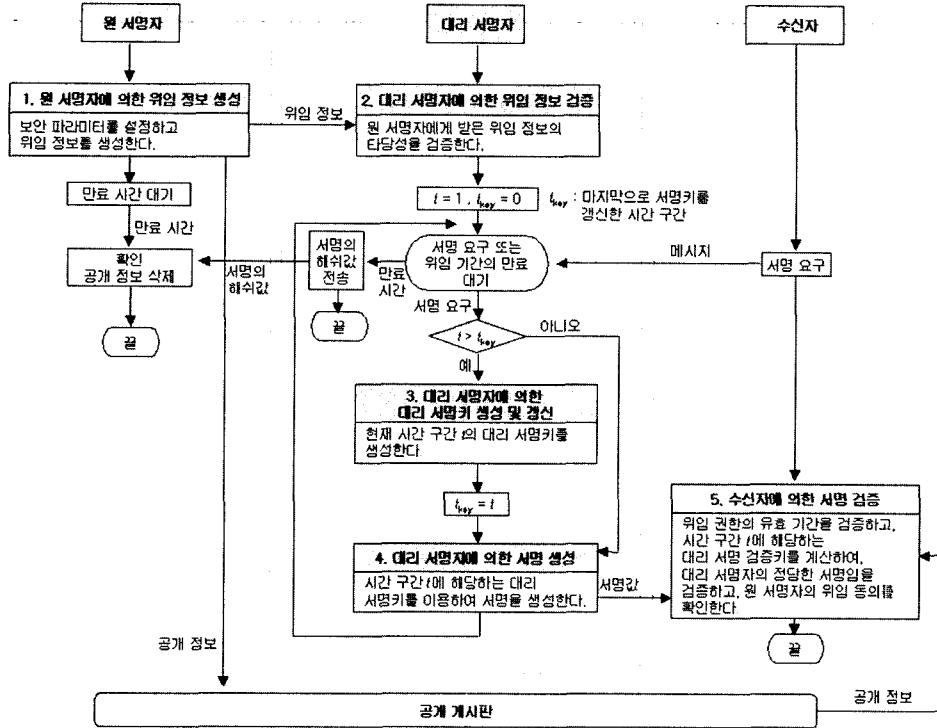 원 서명자
대리 서명자
수신자
1. 원 서명자에 의한 위임 정보 생성
보안 파라미터를 설정하고
위임 정보를 생성한다.
위임 정보
2. 대리 서명자에 의한 위임 정보 검증
원 서명자에게 받은 위임 정보의
타당성을 검증한다.
만료 시간 대기
t = 1, t_key = 0
t_key : 마지막으로 서명키를
갱신한 시간 구간
만료 시간
확인
공개 정보 삭제
서명의
해쉬값
서명의
해쉬값
전송
만료
시간
서명 요구 또는
위임 기간의 만료
대기
메시지
서명 요구
끝
끝
서명 요구
t > t_key
아니오
예
3. 대리 서명자에 의한
대리 서명키 생성 및 갱신
현재 시간 구간 t의 대리 서명키를
생성한다
t_key = t
4. 대리 서명자에 의한 서명 생성
시간 구간 t에 해당하는 대리
서명키를 이용하여 서명을 생성한다.
서명값
5. 수신자에 의한 서명 검증
위임 권한의 유효 기간을 검증하고,
시간 구간 t에 해당하는
대리 서명 검증키를 계산하여,
대리 서명자의 정당한 서명임을
검증하고, 원 서명자의 위임 동의를
확인한다
끝
공개 정보
공개 게시판
공개 정보